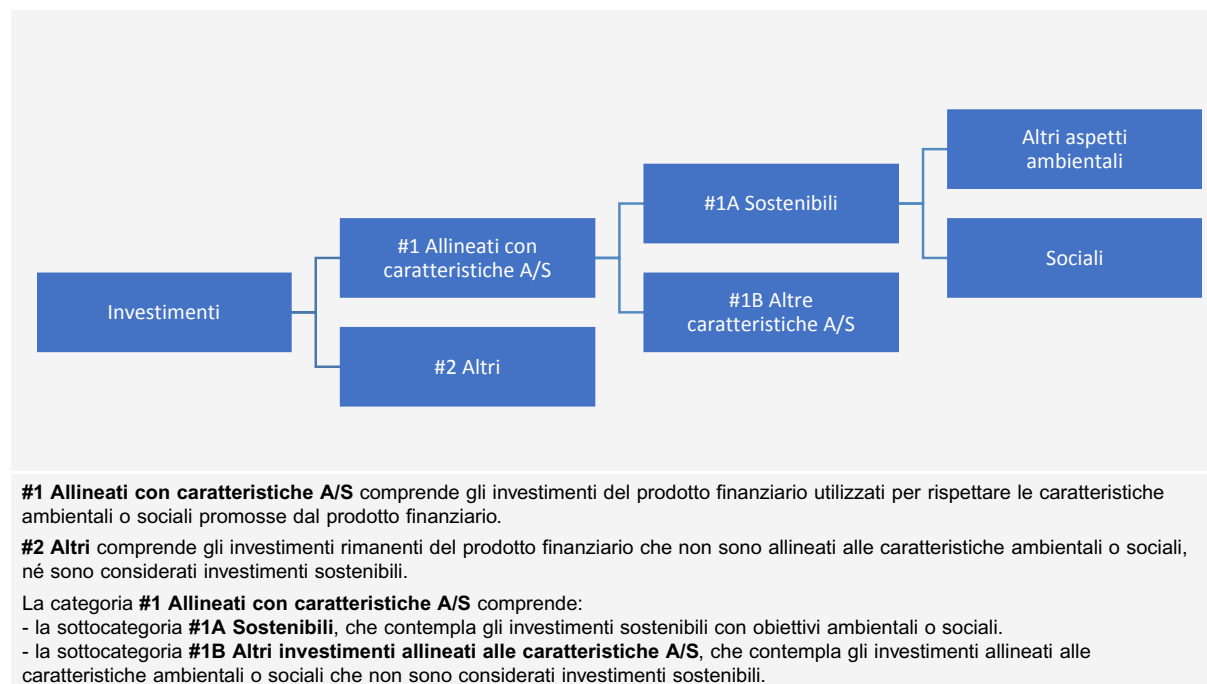 Altri aspetti
ambientali
#1A Sostenibili
#1 Allineati con
caratteristiche A/S
Sociali
Investimenti
#1B Altre
caratteristiche A/S
#2 Altri
#1 Allineati con caratteristiche A/S comprende gli investimenti del prodotto finanziario utilizzati per rispettare le caratteristiche
ambientali o sociali promosse dal prodotto finanziario.
#2 Altri comprende gli investimenti rimanenti del prodotto finanziario che non sono allineati alle caratteristiche ambientali o sociali,
né sono considerati investimenti sostenibili.
La categoria #1 Allineati con caratteristiche A/S comprende:
- la sottocategoria #1A Sostenibili, che contempla gli investimenti sostenibili con obiettivi ambientali o sociali.
- la sottocategoria #1B Altri investimenti allineati alle caratteristiche A/S, che contempla gli investimenti allineati alle
caratteristiche ambientali o sociali che non sono considerati investimenti sostenibili.